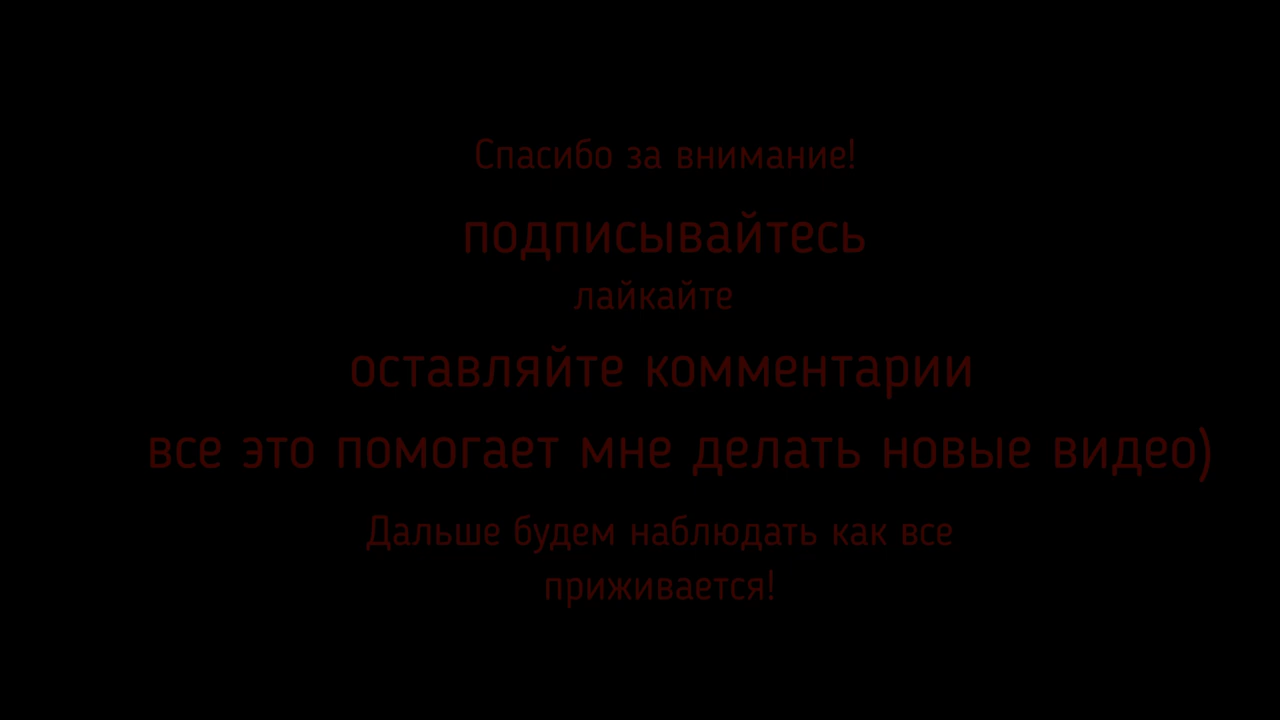 Спасибо за внимание!
подписывайтесь
лайкайте
оставляйте комментарии
все это помогает мне делать новые видео)
Дальше будем наблюдать как все
приживается!